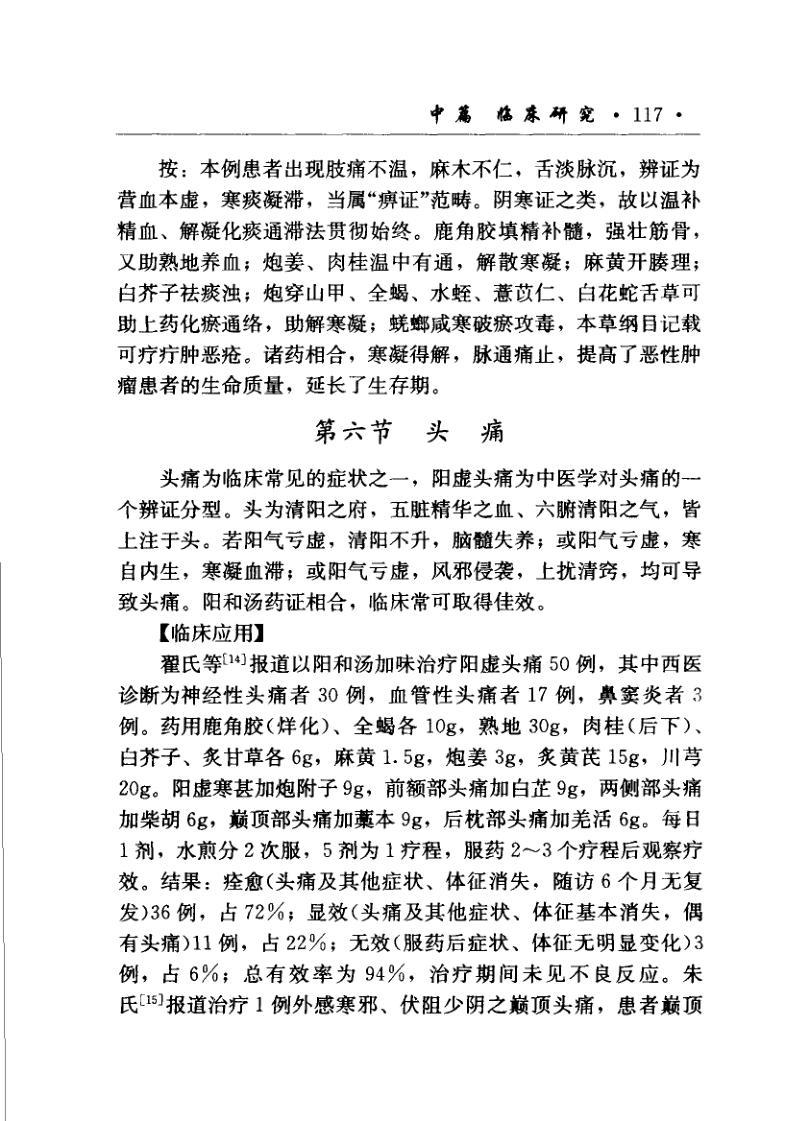 中篇 临床研究 · 117 ·
按：本例患者出现肢痛不温，麻木不仁，舌淡脉沉，辨证为
营血本虚，寒痰凝滞，当属“痹证”范畴。阴寒证之类，故以温补
精血、解凝化痰通滞法贯彻始终。鹿角胶填精补髓，强壮筋骨，
又助熟地养血；炮姜、肉桂温中有通，解散寒凝；麻黄开腠理；
白芥子祛痰浊；炮穿山甲、全蝎、水蛭、薏苡仁、白花蛇舌草可
助上药化瘀通络，助解寒凝；蜣螂咸寒破瘀攻毒，本草纲目记载
可疗疔肿恶疮。诸药相合，寒凝得解，脉通痛止，提高了恶性肿
瘤患者的生命质量，延长了生存期。
第六节 头 痛
头痛为临床常见的症状之一，阳虚头痛为中医学对头痛的一
个辨证分型。头为清阳之府，五脏精华之血、六腑清阳之气，皆
上注于头。若阳气亏虚，清阳不升，脑髓失养；或阳气亏虚，寒
自内生，寒凝血滞；或阳气亏虚，风邪侵袭，上扰清窍，均可导
致头痛。阳和汤药证相合，临床常可取得佳效。
【临床应用】
翟氏等[14]报道以阳和汤加味治疗阳虚头痛 50 例，其中西医
诊断为神经性头痛者 30 例，血管性头痛者 17 例，鼻窦炎者 3
例。药用鹿角胶(烊化)、全蝎各 10g，熟地 30g，肉桂(后下)、
白芥子、炙甘草各 6g，麻黄 1.5g，炮姜 3g，炙黄芪 15g，川芎
20g。阳虚寒甚加炮附子 9g，前额部头痛加白芷 9g，两侧部头痛
加柴胡 6g，巅顶部头痛加藁本 9g，后枕部头痛加羌活 6g。每日
1 剂，水煎分 2 次服，5 剂为 1 疗程，服药 2～3 个疗程后观察疗
效。结果：痊愈(头痛及其他症状、体征消失，随访 6 个月无复
发)36 例，占 72%；显效(头痛及其他症状、体征基本消失，偶
有头痛)11 例，占 22%；无效(服药后症状、体征无明显变化)3
例，占 6%；总有效率为 94%，治疗期间未见不良反应。朱
氏[15]报道治疗 1 例外感寒邪、伏阻少阴之巅顶头痛，患者巅顶